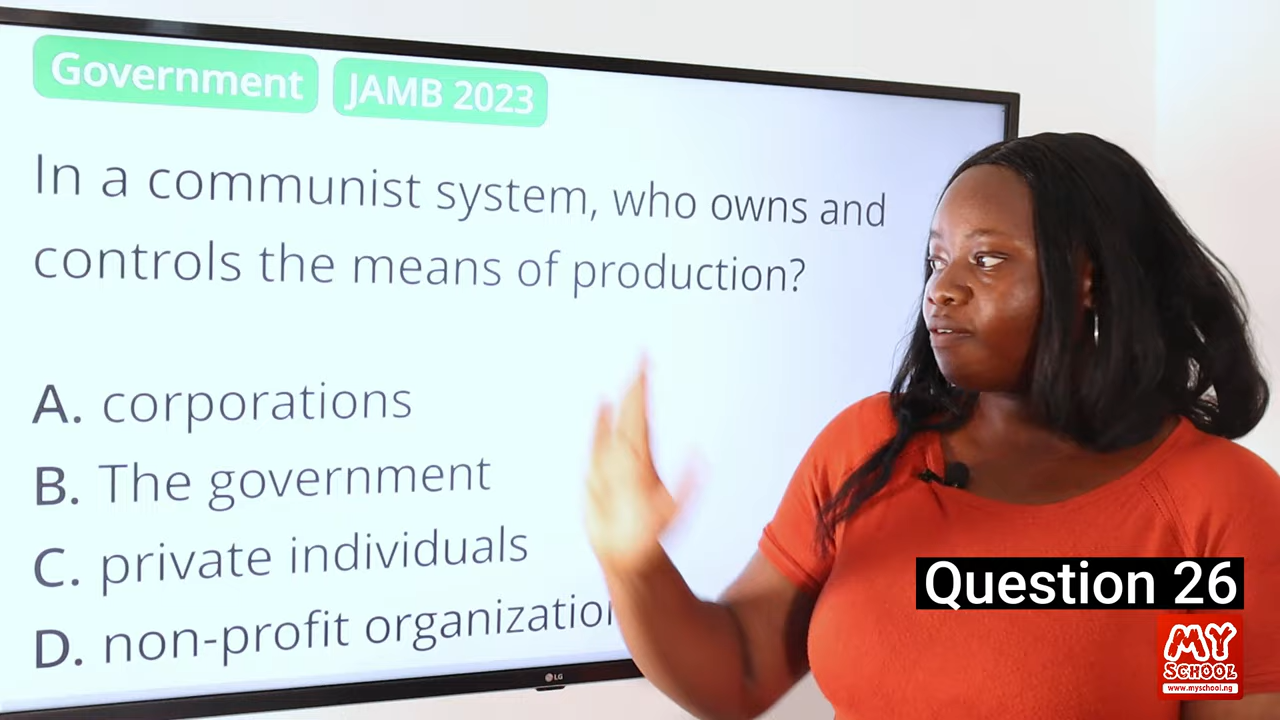 Government JAMB 2023
In a communist system, who owns and
controls the means of production?
A. corporations
B. The government
C. private individuals
D. non-profit
LG
Question 26
MY
SCHOOL
www.myschool.ng